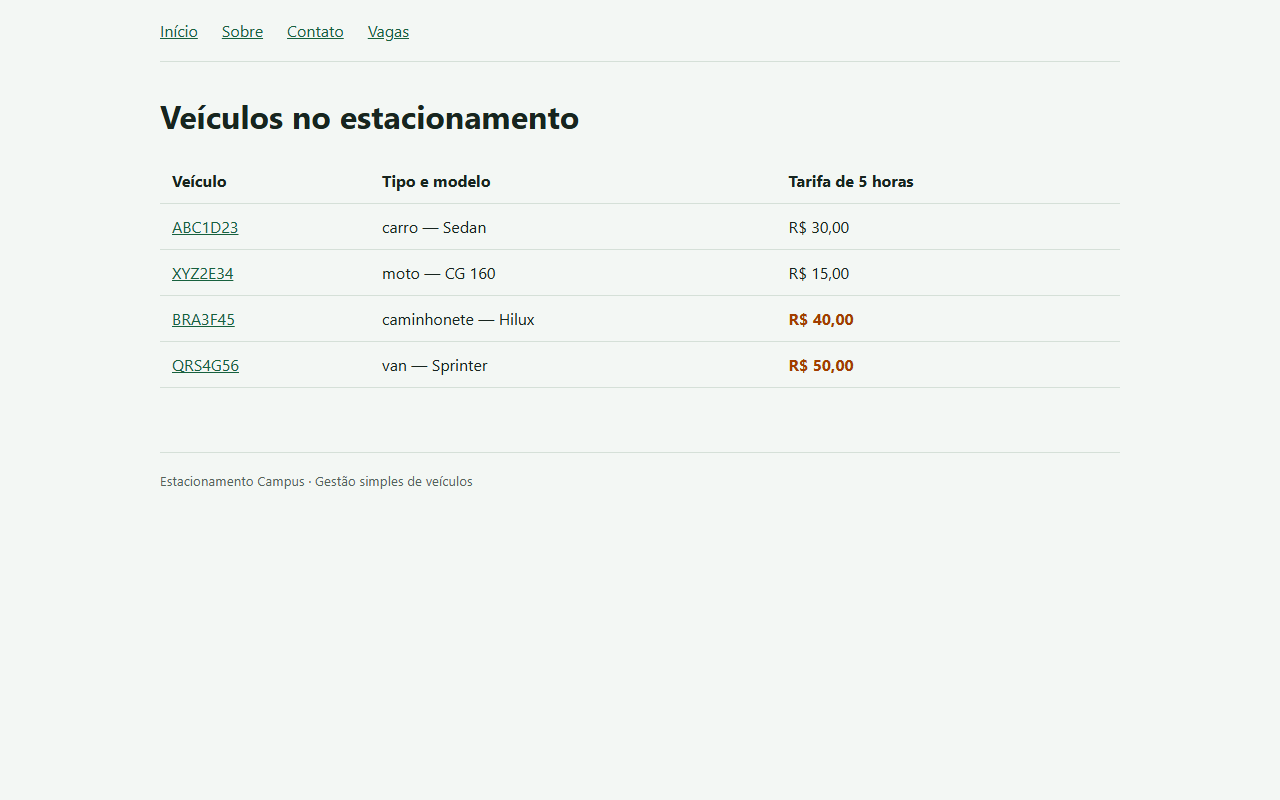 Início Sobre Contato Vagas
Veículos no estacionamento
Veículo Tipo e modelo Tarifa de 5 horas
ABC1D23 carro — Sedan R$ 30,00
XYZ2E34 moto — CG 160 R$ 15,00
BRA3F45 caminhonete — Hilux R$ 40,00
QRS4G56 van — Sprinter R$ 50,00
Estacionamento Campus · Gestão simples de veículos